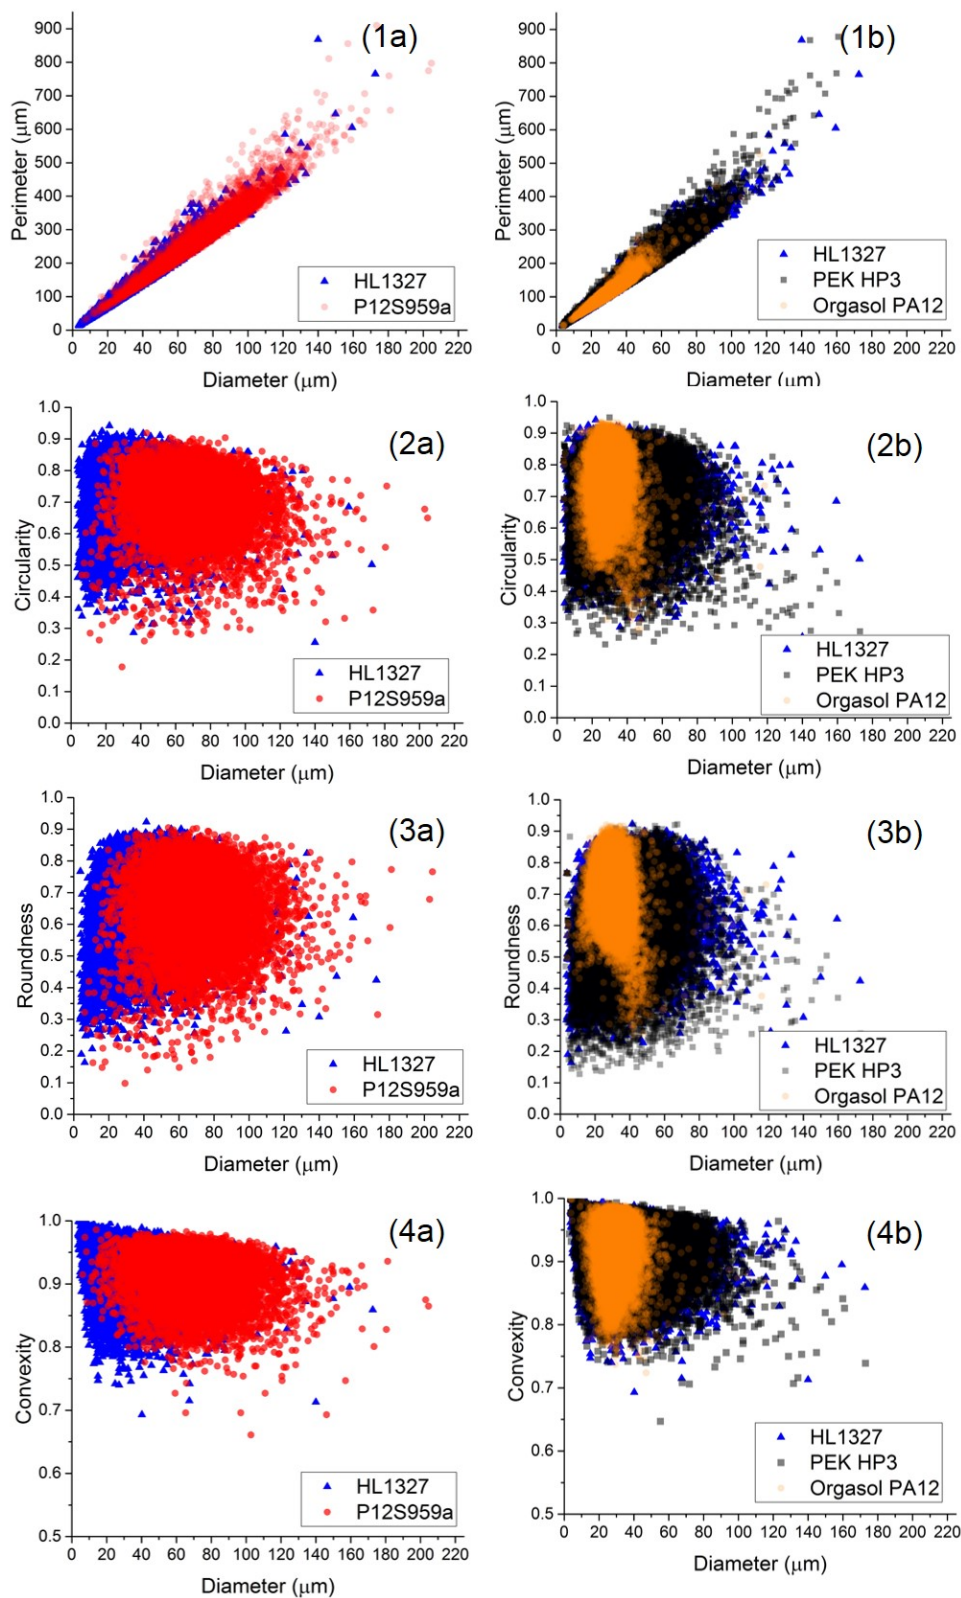 (1a)
900
800
700
600
500
400
300
200
100
0
Perimeter (μm)
HL1327
P12S959a
0 20 40 60 80 100 120 140 160 180 200 220
Diameter (μm)
(1b)
900
800
700
600
500
400
300
200
100
0
Perimeter (μm)
HL1327
PEK HP3
Orgasol PA12
0 20 40 60 80 100 120 140 160 180 200 220
Diameter (μm)
(2a)
1.0
0.9
0.8
0.7
0.6
0.5
0.4
0.3
0.2
0.1
0.0
Circularity
HL1327
P12S959a
0 20 40 60 80 100 120 140 160 180 200 220
Diameter (μm)
(2b)
1.0
0.9
0.8
0.7
0.6
0.5
0.4
0.3
0.2
0.1
0.0
Circularity
HL1327
PEK HP3
Orgasol PA12
0 20 40 60 80 100 120 140 160 180 200 220
Diameter (μm)
(3a)
1.0
0.9
0.8
0.7
0.6
0.5
0.4
0.3
0.2
0.1
0.0
Roundness
HL1327
P12S959a
0 20 40 60 80 100 120 140 160 180 200 220
Diameter (μm)
(3b)
1.0
0.9
0.8
0.7
0.6
0.5
0.4
0.3
0.2
0.1
0.0
Roundness
HL1327
PEK HP3
Orgasol PA12
0 20 40 60 80 100 120 140 160 180 200 220
Diameter (μm)
(4a)
1.0
0.9
0.8
0.7
0.6
0.5
Convexity
HL1327
P12S959a
0 20 40 60 80 100 120 140 160 180 200 220
Diameter (μm)
(4b)
1.0
0.9
0.8
0.7
0.6
0.5
Convexity
HL1327
PEK HP3
Orgasol PA12
0 20 40 60 80 100 120 140 160 180 200 220
Diameter (μm)